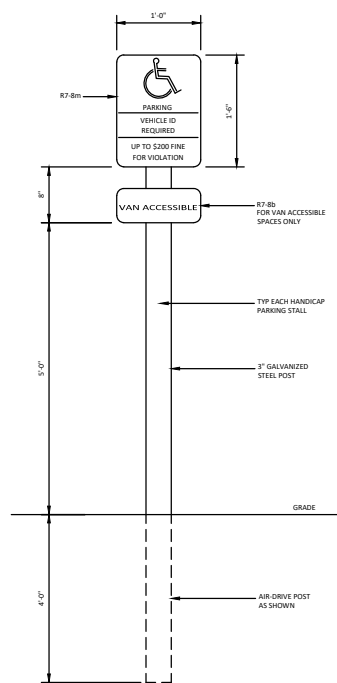 1'-0"
R7-8m
PARKING
VEHICLE ID
REQUIRED
UP TO $200 FINE
FOR VIOLATION
1'-6"
8"
VAN ACCESSIBLE
R7-8b
FOR VAN ACCESSIBLE
SPACES ONLY
TYP EACH HANDICAP
PARKING STALL
5'-0"
3" GALVANIZED
STEEL POST
GRADE
4'-0"
AIR-DRIVE POST
AS SHOWN